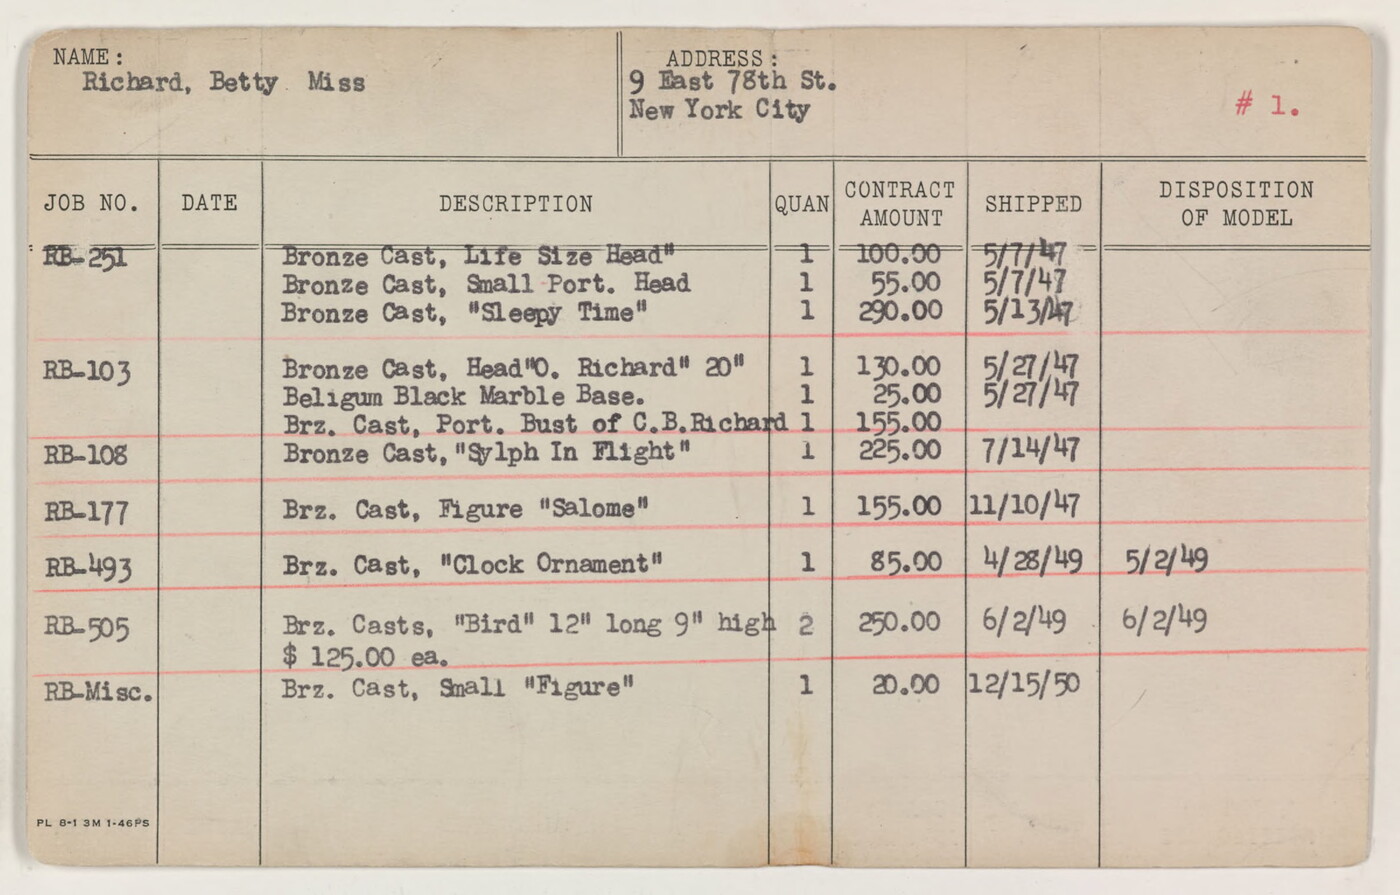 NAME: ADDRESS:
Richard, Betty Miss 9 East 78th St.
New York City # 1.
JOB NO. DATE DESCRIPTION QUAN CONTRACT AMOUNT SHIPPED DISPOSITION OF MODEL
RB-251 Bronze Cast, Life Size Head" 1 100.00 5/7/47
Bronze Cast, Small Port. Head 1 55.00 5/7/47
Bronze Cast, "Sleepy Time" 1 290.00 5/13/47
RB-103 Bronze Cast, Head"O. Richard" 20" 1 130.00 5/27/47
Beligum Black Marble Base. 1 25.00 5/27/47
Brz. Cast, Port. Bust of C.B.Richard 1 155.00
RB-108 Bronze Cast,"Sylph In Flight" 1 225.00 7/14/47
RB-177 Brz. Cast, Figure "Salome" 1 155.00 11/10/47
RB-493 Brz. Cast, "Clock Ornament" 1 85.00 4/28/49 5/2/49
RB-505 Brz. Casts, "Bird" 12" long 9" high 2 250.00 6/2/49 6/2/49
$ 125.00 ea.
RB-Misc. Brz. Cast, Small "Figure" 1 20.00 12/15/50
PL 8-1 3M 1-46PS